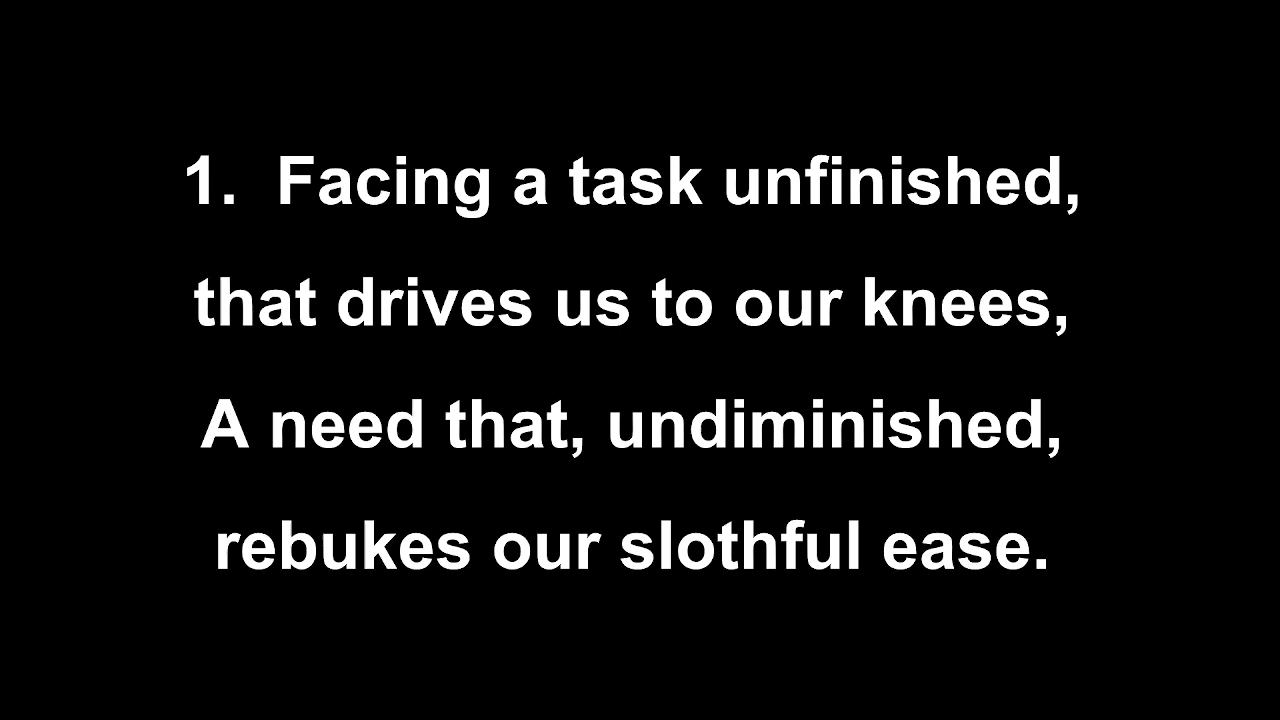 1.  Facing a task unfinished,
that drives us to our knees,
A need that, undiminished,
rebukes our slothful ease.